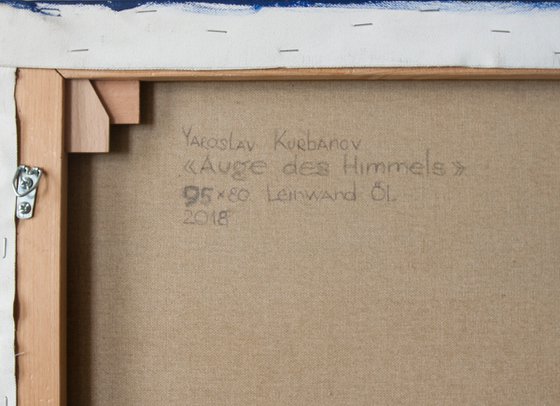 Yaroslav Kurbanov
«Auge des Himmels»
95×80 Leinwand Öl
2018